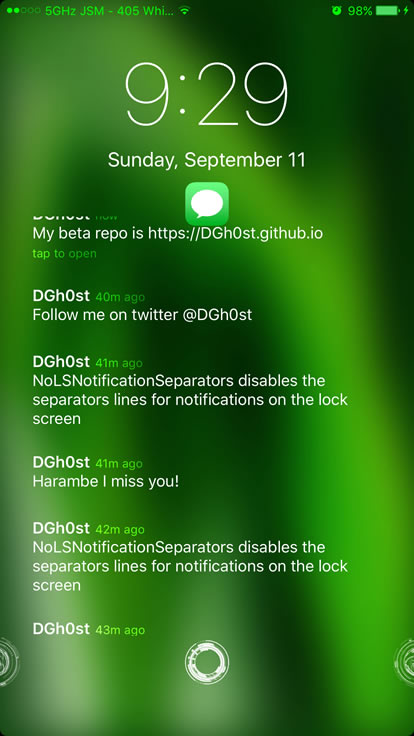 5GHz JSM - 405 Whi... 98%
9:29
Sunday, September 11
DGh0st now
My beta repo is https://DGh0st.github.io
tap to open
DGh0st 40m ago
Follow me on twitter @DGh0st
DGh0st 41m ago
NoLSNotificationSeparators disables the
separators lines for notifications on the lock
screen
DGh0st 41m ago
Harambe I miss you!
DGh0st 42m ago
NoLSNotificationSeparators disables the
separators lines for notifications on the lock
screen
DGh0st 43m ago